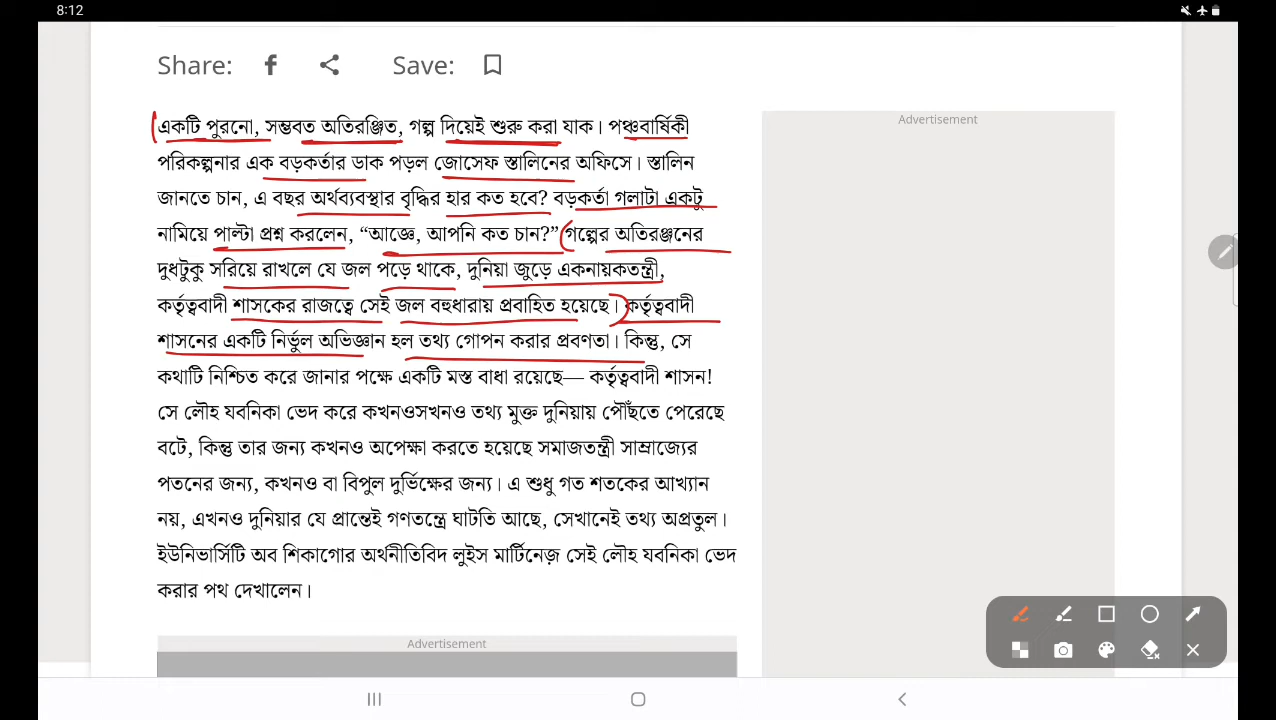 8:12
Share: Save:
একটি পুরনো, সম্ভবত অতিরঞ্জিত, গল্প দিয়েই শুরু করা যাক। পঞ্চবার্ষিকী
Advertisement
পরিকল্পনার এক বড়কর্তার ডাক পড়ল জোসেফ স্তালিনের অফিসে। স্তালিন
জানতে চান, এ বছর অর্থব্যবস্থার বৃদ্ধির হার কত হবে? বড়কর্তা গলাটা একটু
নামিয়ে পাল্টা প্রশ্ন করলেন, “আজ্ঞে, আপনি কত চান?” গল্পের অতিরঞ্জনের
দুধটুকু সরিয়ে রাখলে যে জল পড়ে থাকে, দুনিয়া জুড়ে একনায়কতন্ত্রী,
কর্তৃত্ববাদী শাসকের রাজত্বে সেই জল বহুধারায় প্রবাহিত হয়েছে। কর্তৃত্ববাদী
শাসনের একটি নির্ভুল অভিজ্ঞান হল তথ্য গোপন করার প্রবণতা। কিন্তু, সে
কথাটি নিশ্চিত করে জানার পক্ষে একটি মস্ত বাধা রয়েছে— কর্তৃত্ববাদী শাসন!
সে লৌহ যবনিকা ভেদ করে কখনওসখনও তথ্য মুক্ত দুনিয়ায় পৌঁছতে পেরেছে
বটে, কিন্তু তার জন্য কখনও অপেক্ষা করতে হয়েছে সমাজতন্ত্রী সাম্রাজ্যের
পতনের জন্য, কখনও বা বিপুল দুর্ভিক্ষের জন্য। এ শুধু গত শতকের আখ্যান
নয়, এখনও দুনিয়ার যে প্রান্তেই গণতন্ত্রে ঘাটতি আছে, সেখানেই তথ্য অপ্রতুল।
ইউনিভার্সিটি অব শিকাগোর অর্থনীতিবিদ লুইস মার্টিনেজ় সেই লৌহ যবনিকা ভেদ
করার পথ দেখালেন।
Advertisement